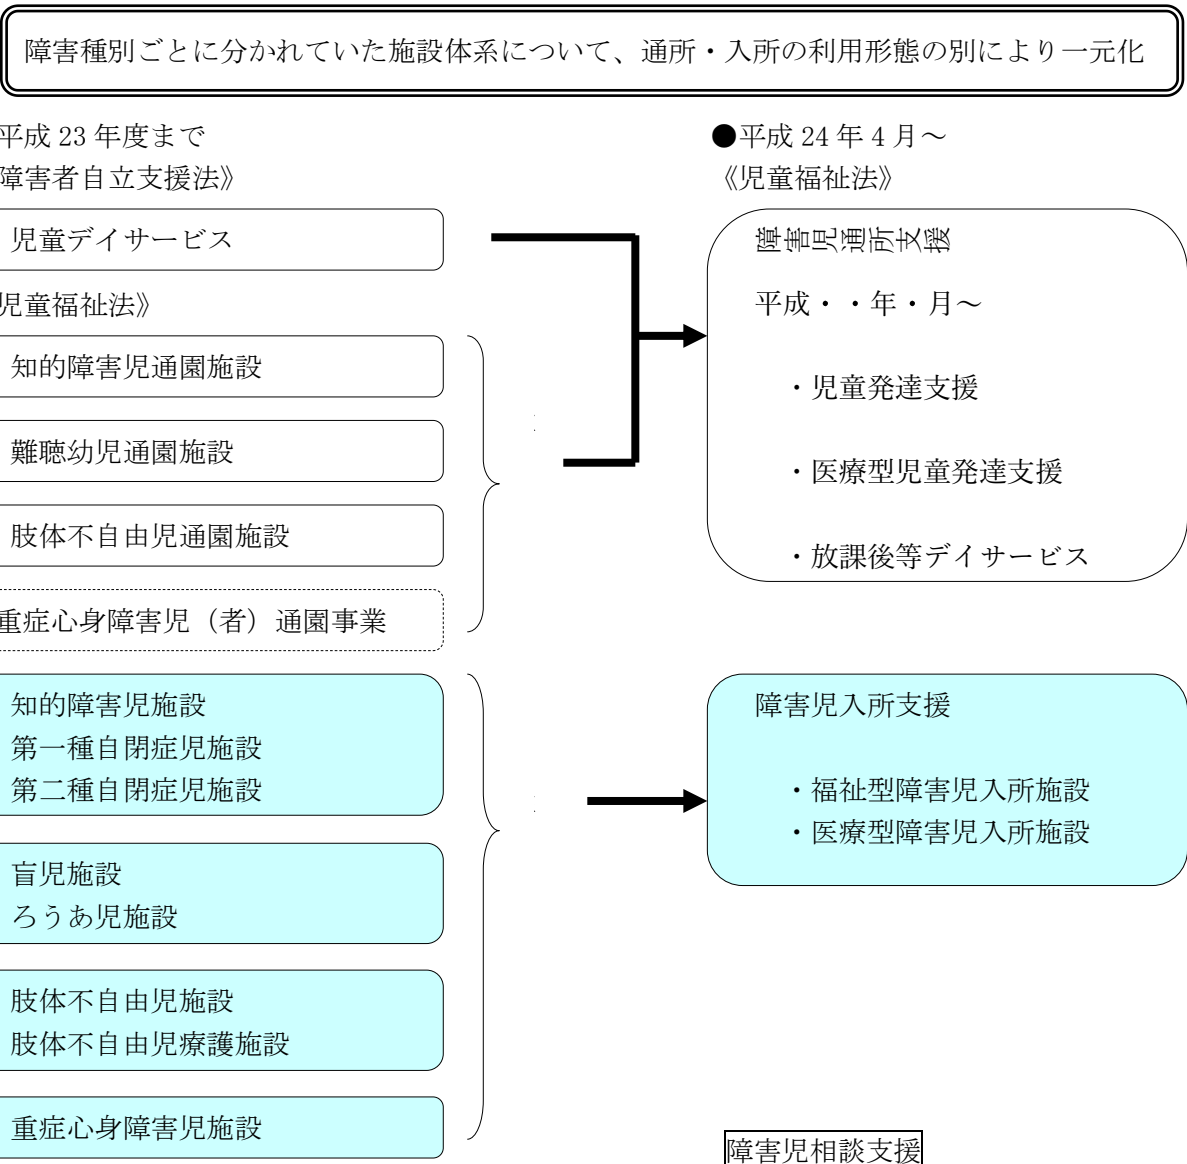 障害種別ごとに分かれていた施設体系について、通所・入所の利用形態の別により一元化
平成 23 年度まで
障害者自立支援法》
児童デイサービス
児童福祉法》
知的障害児通園施設
難聴幼児通園施設
肢体不自由児通園施設
重症心身障害児（者）通園事業
知的障害児施設
第一種自閉症児施設
第二種自閉症児施設
盲児施設
ろうあ児施設
肢体不自由児施設
肢体不自由児療護施設
重症心身障害児施設
●平成 24 年 4 月～
《児童福祉法》
障害児通所支援
平成・・年・月～
・児童発達支援
・医療型児童発達支援
・放課後等デイサービス
障害児入所支援
・福祉型障害児入所施設
・医療型障害児入所施設
障害児相談支援